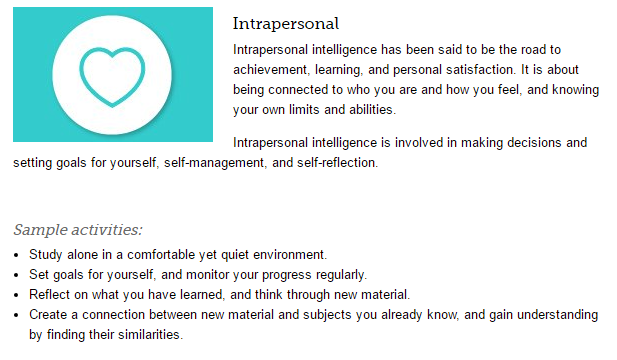 Intrapersonal
Intrapersonal intelligence has been said to be the road to
achievement, learning, and personal satisfaction. It is about
being connected to who you are and how you feel, and knowing
your own limits and abilities.
Intrapersonal intelligence is involved in making decisions and
setting goals for yourself, self-management, and self-reflection.
Sample activities:
• Study alone in a comfortable yet quiet environment.
• Set goals for yourself, and monitor your progress regularly.
• Reflect on what you have learned, and think through new material.
• Create a connection between new material and subjects you already know, and gain understanding
by finding their similarities.